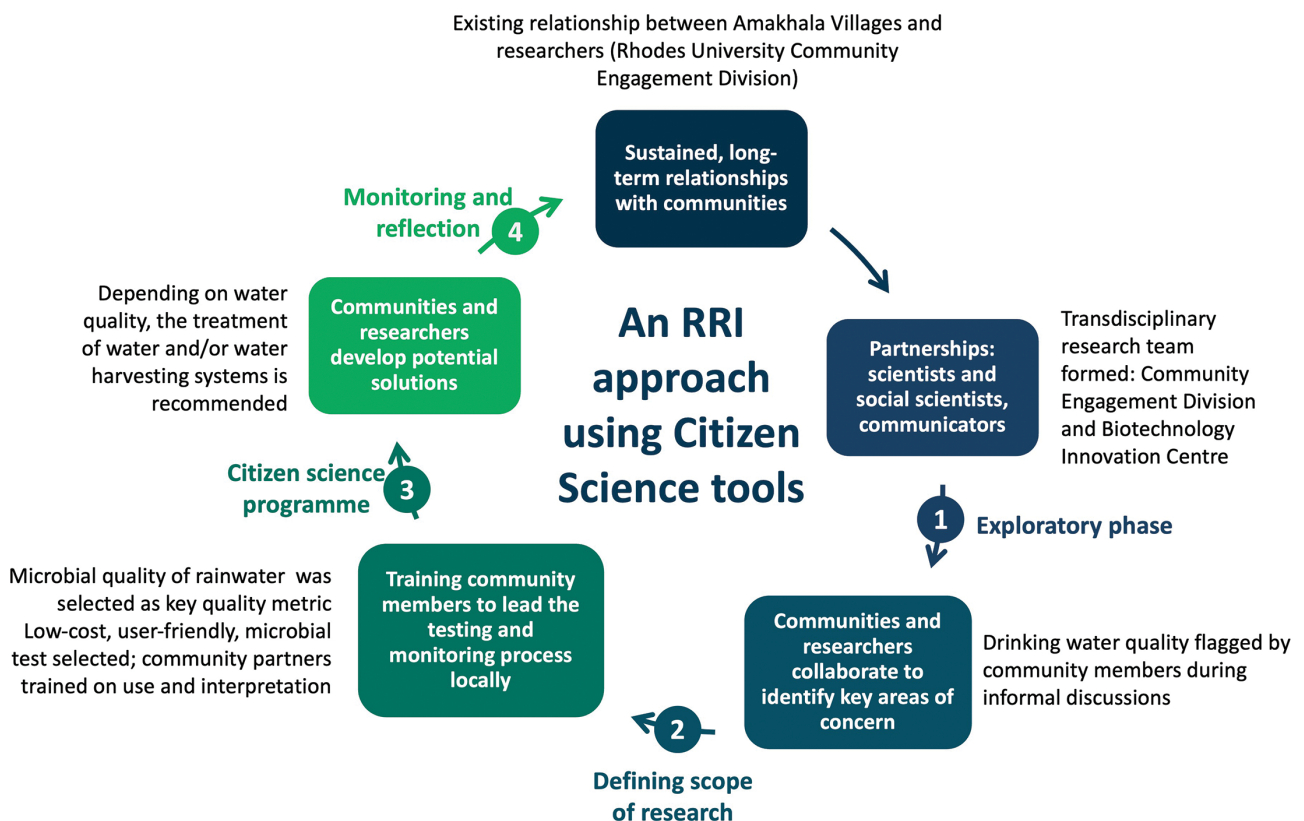 Existing relationship between Amakhala Villages and
researchers (Rhodes University Community
Engagement Division)
Sustained, long-
term relationships
with communities
Partnerships:
scientists and
social scientists,
communicators
Transdisciplinary
research team
formed: Community
Engagement Division
and Biotechnology
Innovation Centre
1
Exploratory phase
Communities and
researchers
collaborate to
identify key areas of
concern
Drinking water quality flagged by
community members during
informal discussions
2
Defining scope
of research
Training community
members to lead the
testing and
monitoring process
locally
Microbial quality of rainwater was
selected as key quality metric
Low-cost, user-friendly, microbial
test selected; community partners
trained on use and interpretation
3
Citizen science
programme
Communities and
researchers
develop potential
solutions
Depending on water
quality, the treatment
of water and/or water
harvesting systems is
recommended
4
Monitoring and
reflection
An RRI
approach
using Citizen
Science tools